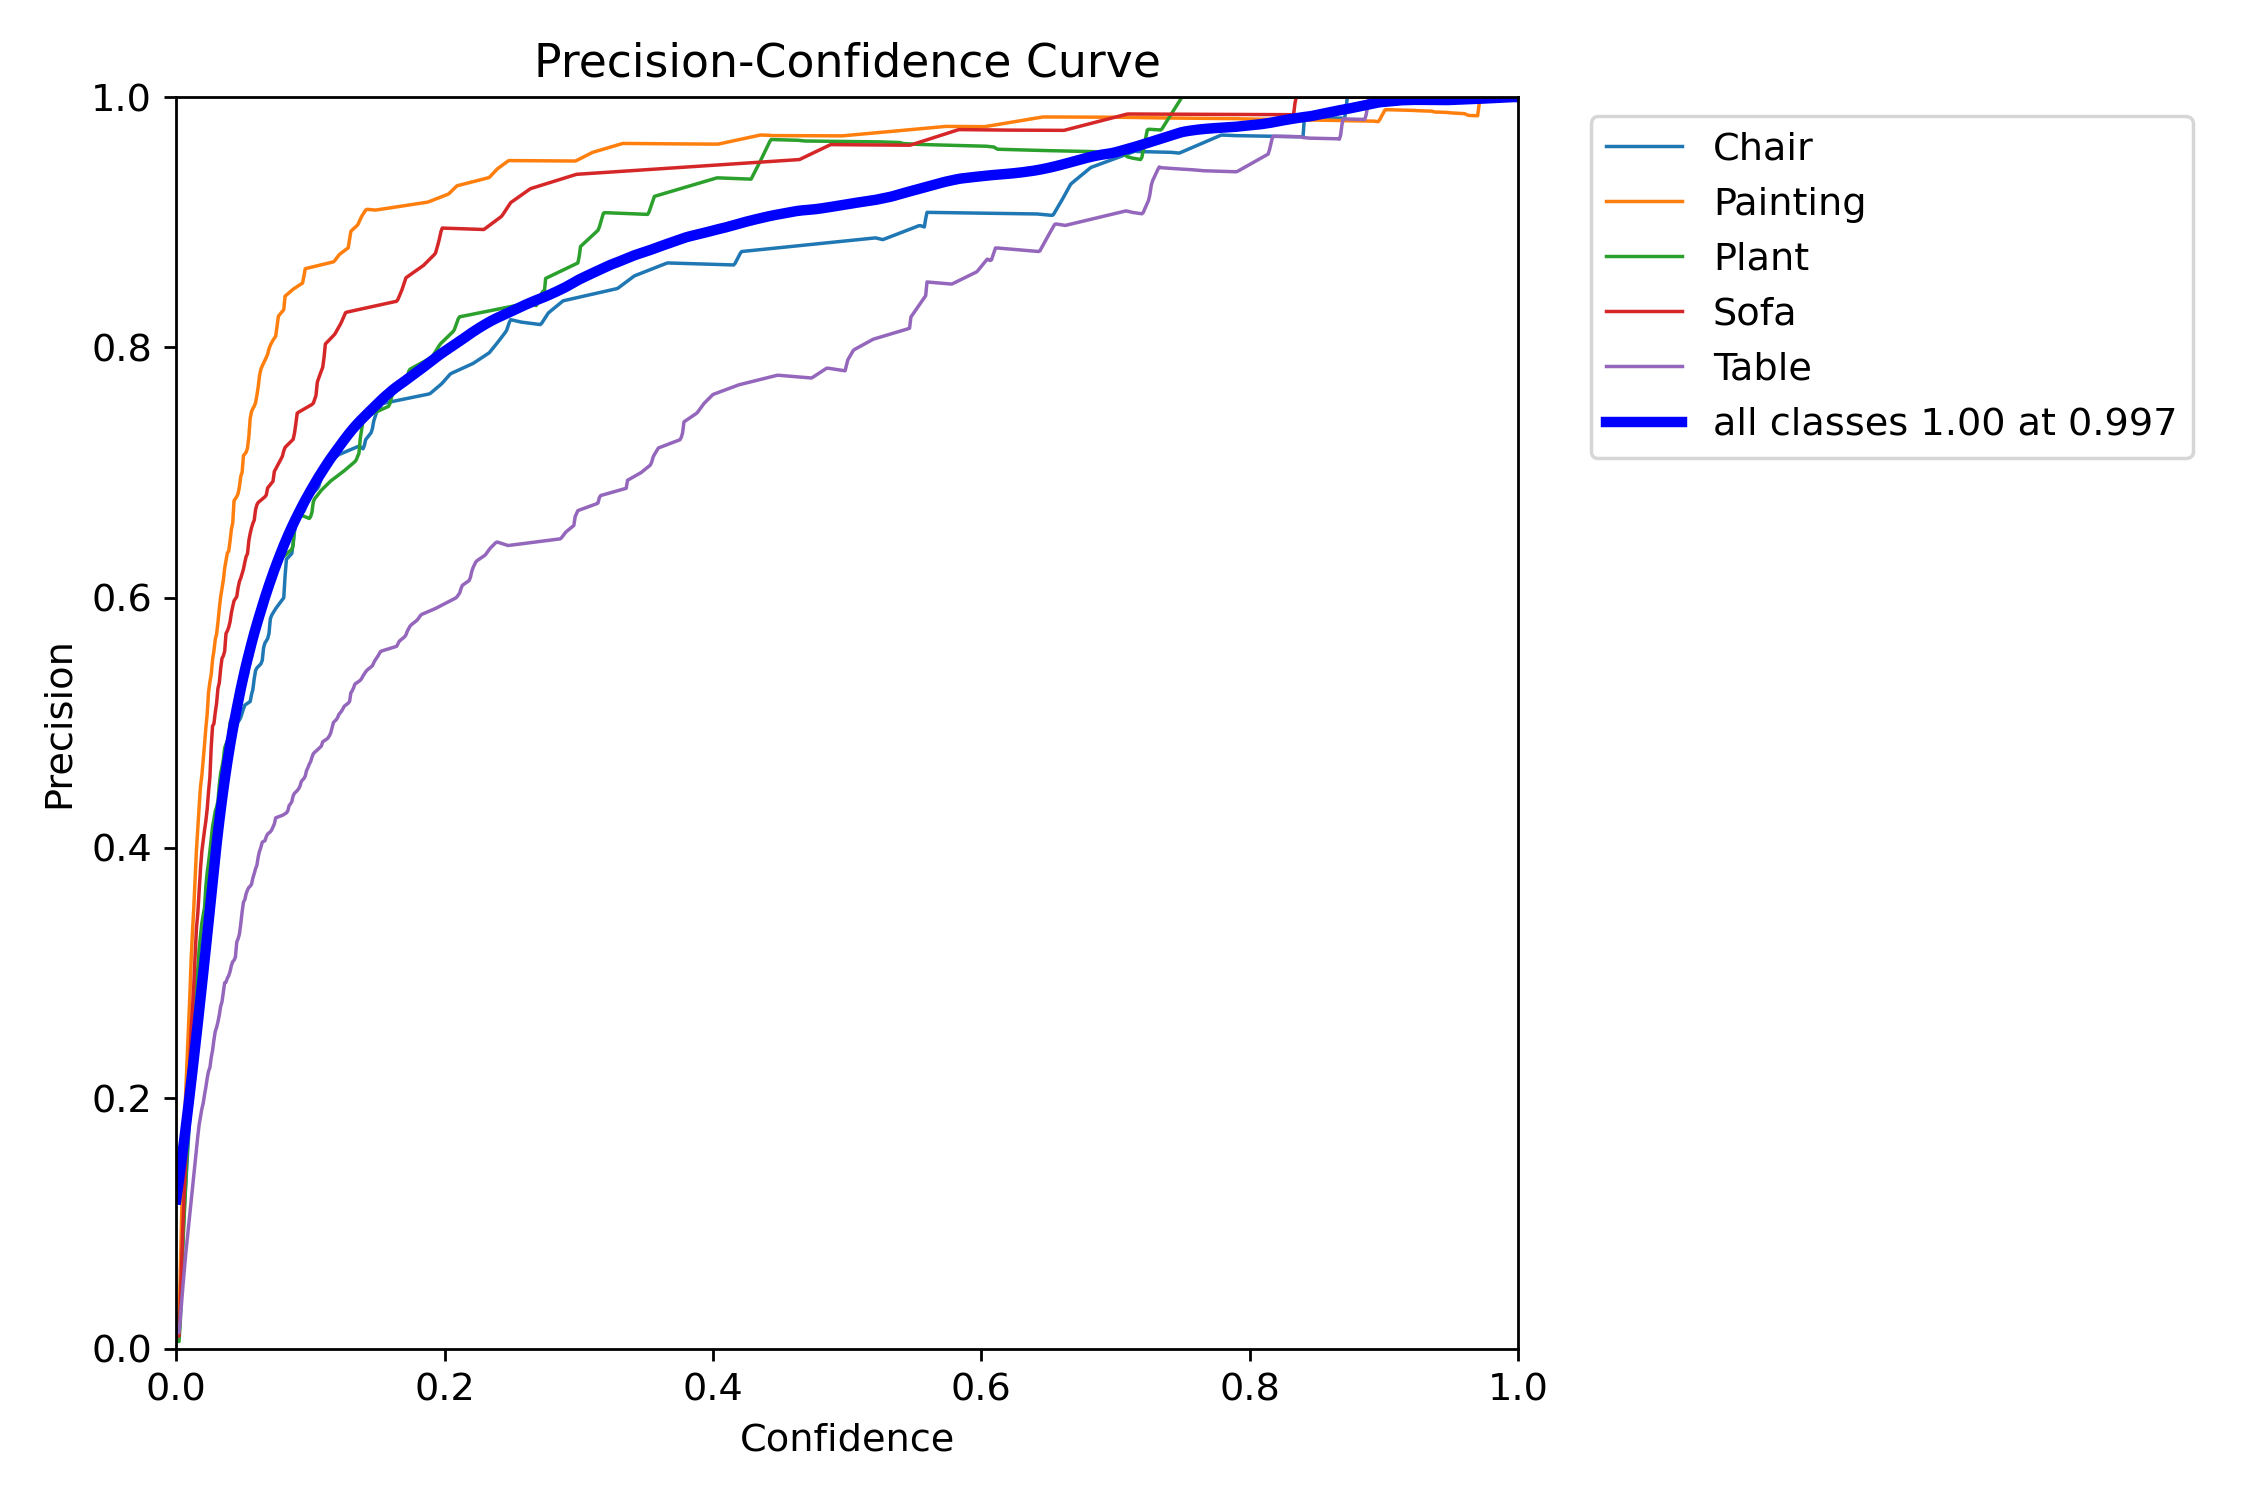 Precision-Confidence Curve
1.0
0.8
0.6
0.4
0.2
0.0
Precision
0.0 0.2 0.4 0.6 0.8 1.0
Confidence
Chair
Painting
Plant
Sofa
Table
all classes 1.00 at 0.997